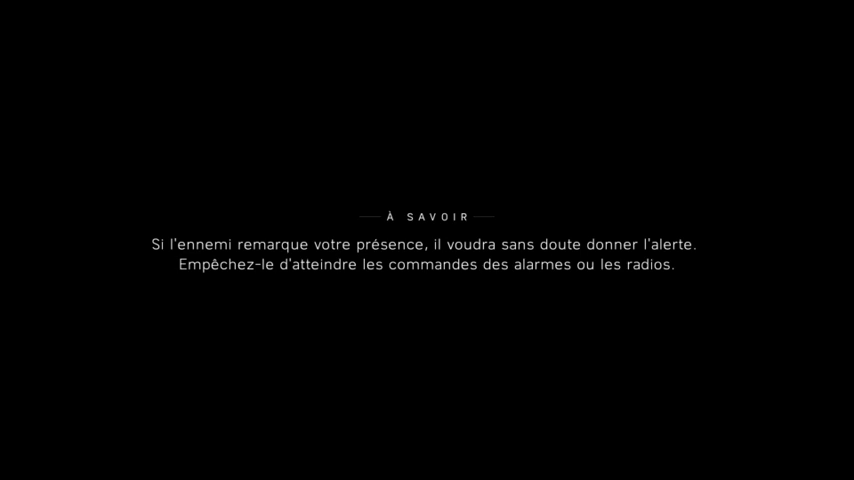 À SAVOIR
Si l'ennemi remarque votre présence, il voudra sans doute donner l'alerte.
Empêchez-le d'atteindre les commandes des alarmes ou les radios.